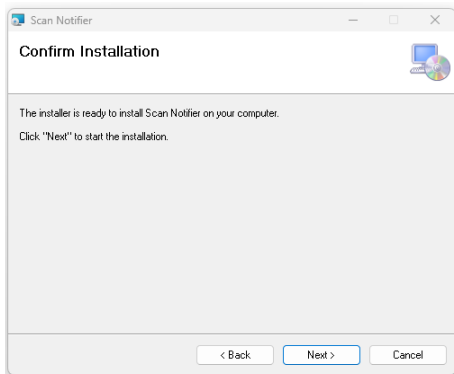 Scan Notifier
Confirm Installation
The installer is ready to install Scan Notifier on your computer.
Click "Next" to start the installation.
< Back
Next >
Cancel